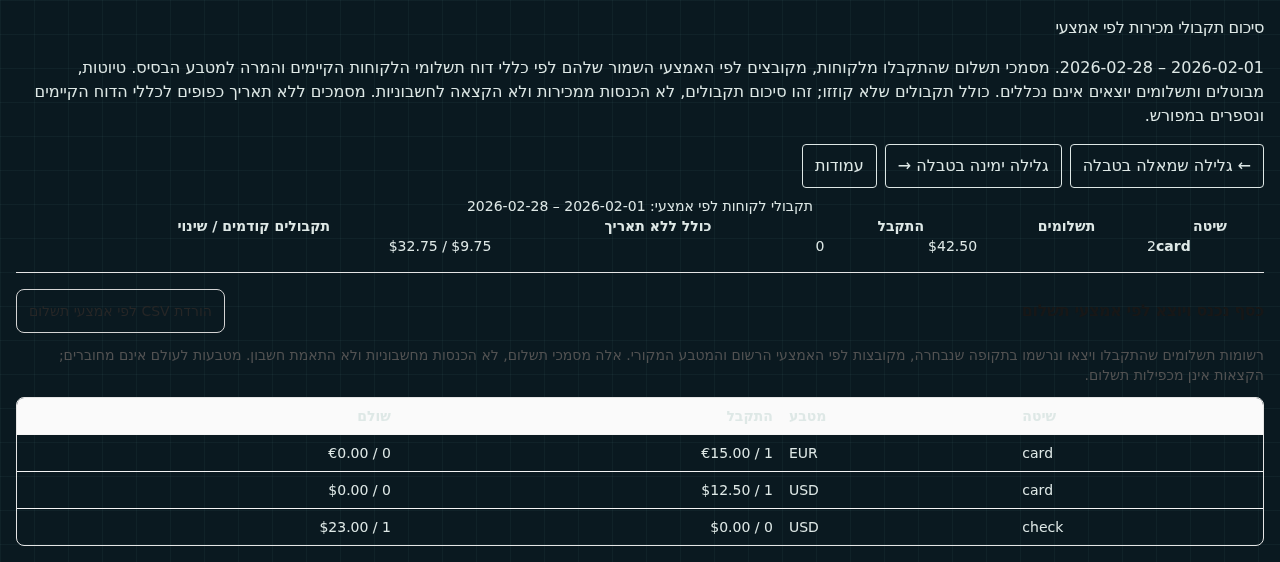 סיכום תקבולי מכירות לפי אמצעי
2026-02-01 – 2026-02-28. מסמכי תשלום שהתקבלו מלקוחות, מקובצים לפי האמצעי השמור שלהם לפי כללי דוח תשלומי הלקוחות הקיימים והמרה למטבע הבסיס. טיוטות,
מבוטלים ותשלומים יוצאים אינם נכללים. כולל תקבולים שלא קוזזו; זהו סיכום תקבולים, לא הכנסות ממכירות ולא הקצאה לחשבוניות. מסמכים ללא תאריך כפופים לכללי הדוח הקיימים
ונספרים במפורש.
← גלילה שמאלה בטבלה
גלילה ימינה בטבלה →
עמודות
תקבולי לקוחות לפי אמצעי: 2026-02-01 – 2026-02-28
שיטה תשלומים התקבל כולל ללא תאריך תקבולים קודמים / שינוי
card 2 $42.50 0 $32.75 / $9.75
הורדת CSV לפי אמצעי תשלום
רשומות תשלומים שהתקבלו ויצאו ונרשמו בתקופה שנבחרה, מקובצות לפי האמצעי הרשום והמטבע המקורי. אלה מסמכי תשלום, לא הכנסות מחשבוניות ולא התאמת חשבון. מטבעות לעולם אינם מחוברים;
הקצאות אינן מכפילות תשלום.
שיטה מטבע התקבל שולם
card EUR €15.00 / 1 €0.00 / 0
card USD $12.50 / 1 $0.00 / 0
check USD $0.00 / 0 $23.00 / 1